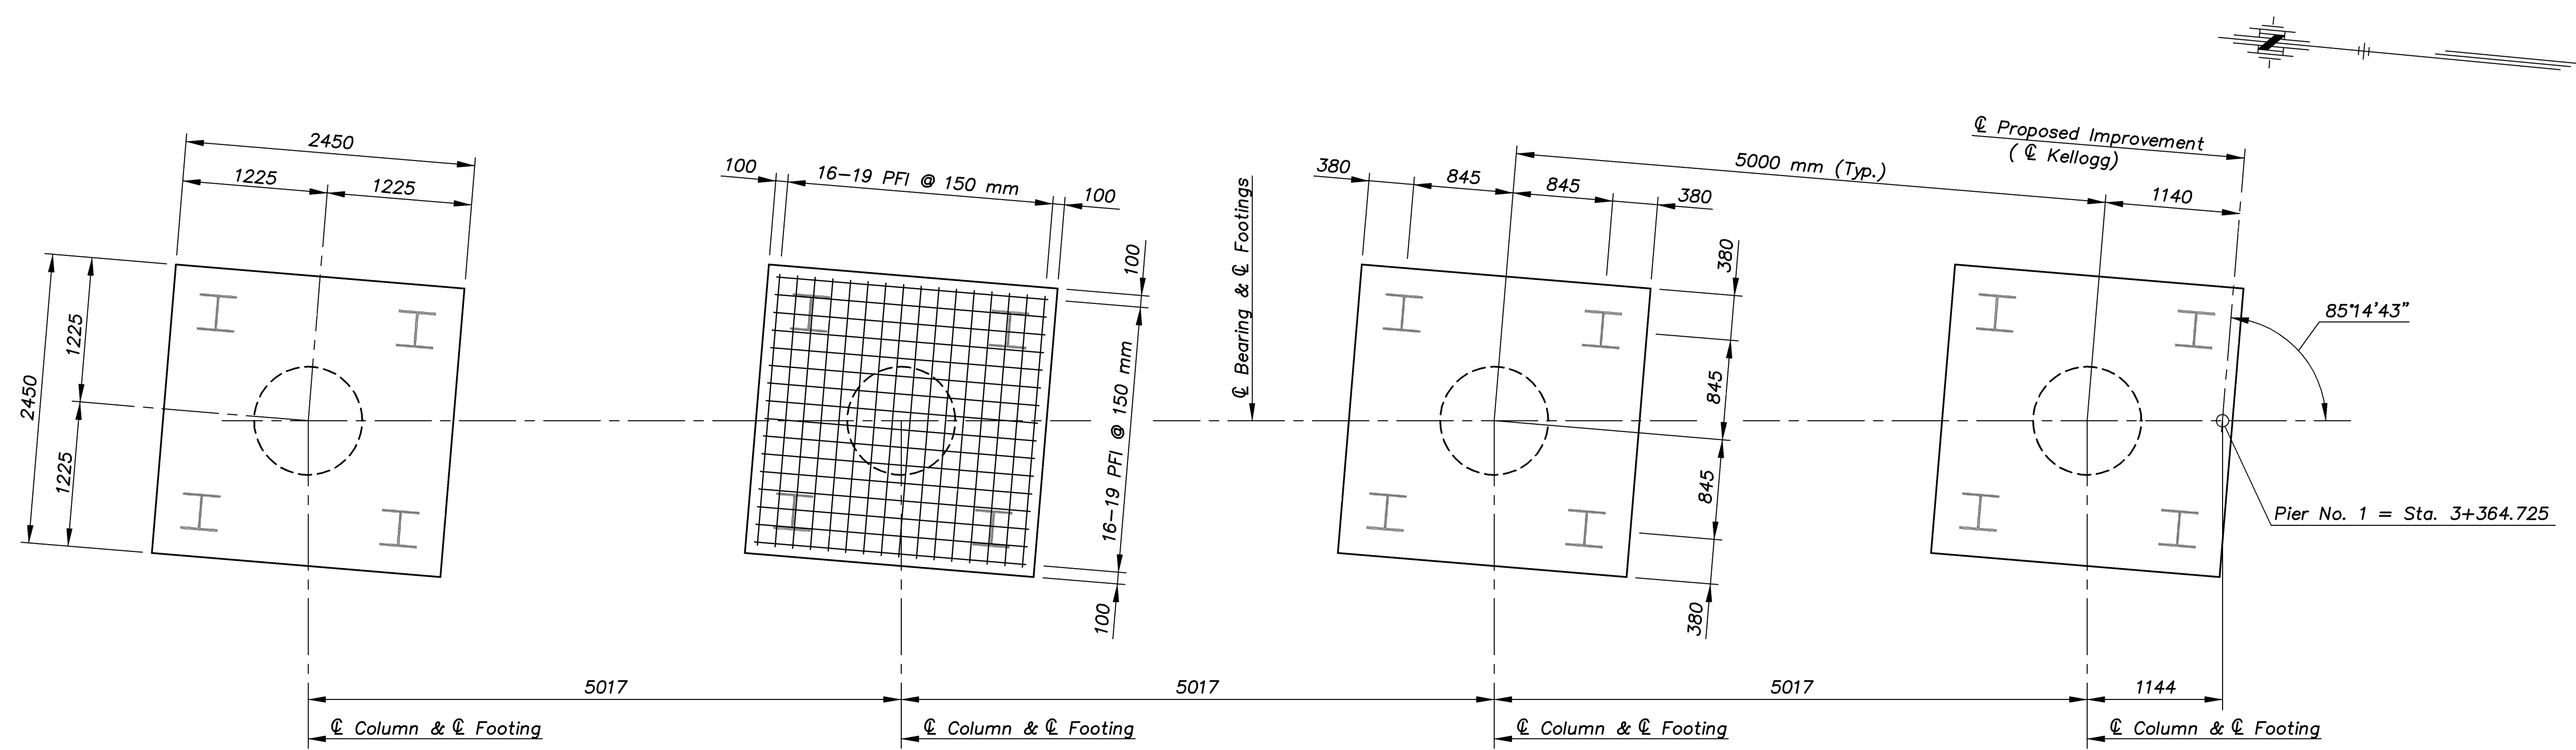 ℄ Proposed Improvement
( ℄ Kellogg)
2450
1225
1225
100
16-19 PFI @ 150 mm
100
380
845
845
380
5000 mm (Typ.)
1140
2450
1225
1225
100
16-19 PFI @ 150 mm
100
℄ Bearing & ℄ Footings
380
845
845
380
85°14'43"
Pier No. 1 = Sta. 3+364.725
5017
5017
5017
1144
℄ Column & ℄ Footing
℄ Column & ℄ Footing
℄ Column & ℄ Footing
℄ Column & ℄ Footing